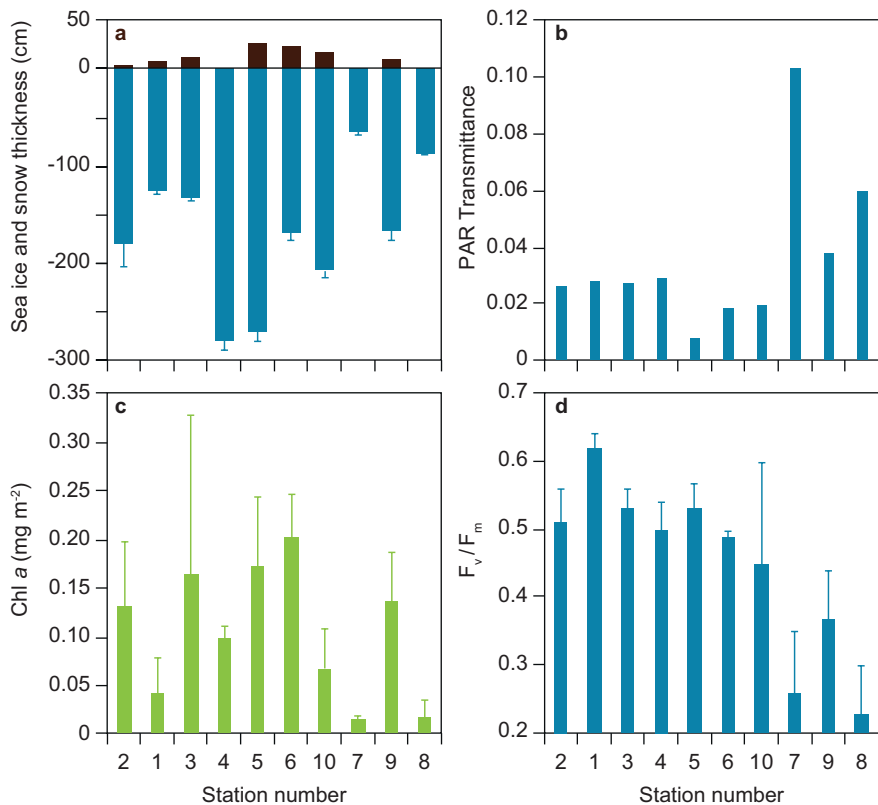 a
Sea ice and snow thickness (cm)
50
0
-100
-200
-300
b
PAR Transmittance
0.12
0.10
0.08
0.06
0.04
0.02
0
c
Chl a (mg m-2)
0.35
0.30
0.25
0.20
0.15
0.10
0.05
0
2 1 3 4 5 6 10 7 9 8
Station number
d
Fv / Fm
0.7
0.6
0.5
0.4
0.3
0.2
2 1 3 4 5 6 10 7 9 8
Station number